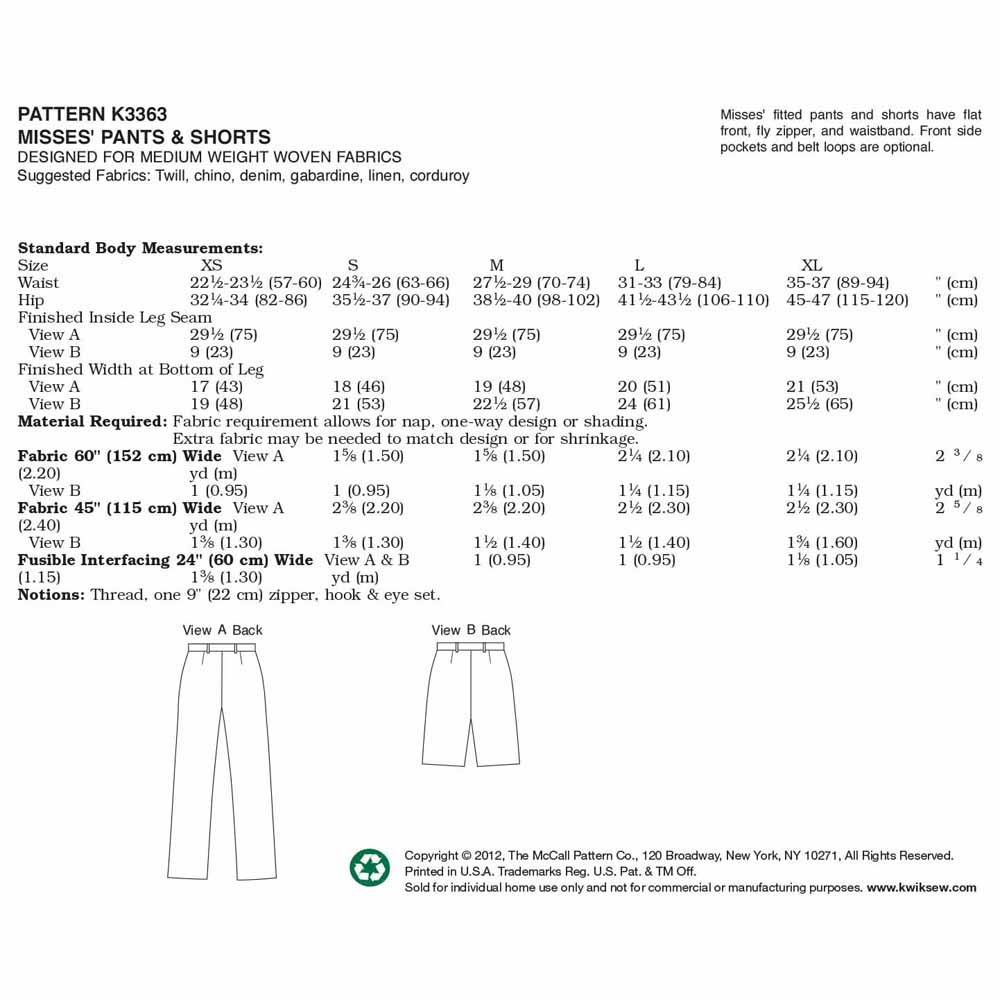 PATTERN K3363
MISSES' PANTS & SHORTS
DESIGNED FOR MEDIUM WEIGHT WOVEN FABRICS
Suggested Fabrics: Twill, chino, denim, gabardine, linen, corduroy
Misses' fitted pants and shorts have flat
front, fly zipper, and waistband. Front side
pockets and belt loops are optional.
Standard Body Measurements:
Size XS S M L XL
Waist 22½-23½ (57-60) 24¾-26 (63-66) 27½-29 (70-74) 31-33 (79-84) 35-37 (89-94) " (cm)
Hip 32¼-34 (82-86) 35½-37 (90-94) 38½-40 (98-102) 41½-43½ (106-110) 45-47 (115-120) " (cm)
Finished Inside Leg Seam
View A 29½ (75) 29½ (75) 29½ (75) 29½ (75) 29½ (75) " (cm)
View B 9 (23) 9 (23) 9 (23) 9 (23) 9 (23) " (cm)
Finished Width at Bottom of Leg
View A 17 (43) 18 (46) 19 (48) 20 (51) 21 (53) " (cm)
View B 19 (48) 21 (53) 22½ (57) 24 (61) 25½ (65) " (cm)
Material Required: Fabric requirement allows for nap, one-way design or shading.
Extra fabric may be needed to match design or for shrinkage.
Fabric 60" (152 cm) Wide View A 1⅝ (1.50) 1⅝ (1.50) 2¼ (2.10) 2¼ (2.10) 2 3/8
(2.20) yd (m)
View B 1 (0.95) 1 (0.95) 1⅛ (1.05) 1¼ (1.15) 1¼ (1.15) yd (m)
Fabric 45" (115 cm) Wide View A 2⅜ (2.20) 2⅜ (2.20) 2½ (2.30) 2½ (2.30) 2 5/8
(2.40) yd (m)
View B 1⅜ (1.30) 1⅜ (1.30) 1½ (1.40) 1½ (1.40) 1¾ (1.60) yd (m)
Fusible Interfacing 24" (60 cm) Wide View A & B 1 (0.95) 1 (0.95) 1⅛ (1.05) 1 1/4
(1.15) 1⅜ (1.30) yd (m)
Notions: Thread, one 9" (22 cm) zipper, hook & eye set.
View A Back
View B Back
Copyright © 2012, The McCall Pattern Co., 120 Broadway, New York, NY 10271, All Rights Reserved.
Printed in U.S.A. Trademarks Reg. U.S. Pat. & TM Off.
Sold for individual home use only and not for commercial or manufacturing purposes. www.kwiksew.com